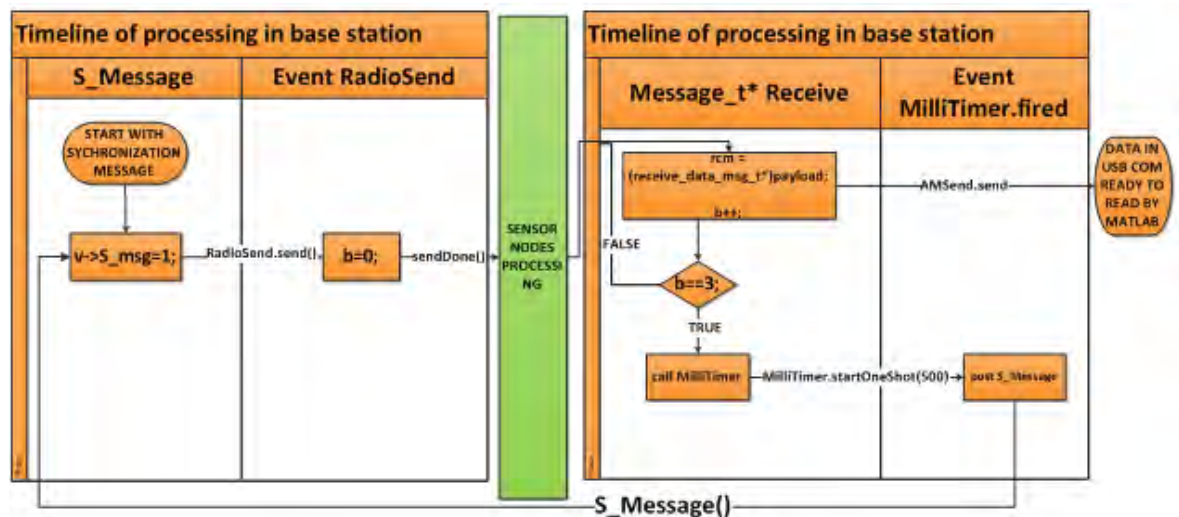 Timeline of processing in base station
S_Message
Event RadioSend
START WITH
SYCHRONIZATION
MESSAGE
v->S_msg=1;
RadioSend.send()
b=0;
sendDone()
SENSOR
NODES
PROCESSI
NG
Timeline of processing in base station
Message_t* Receive
Event
MilliTimer.fired
rcm =
(receive_data_msg_t*)payload;
b++;
AMSend.send
DATA IN
USB COM
READY TO
READ BY
MATLAB
FALSE
b==3;
TRUE
call MilliTimer
MilliTimer.startOneShot(500)
post S_Message
S_Message()